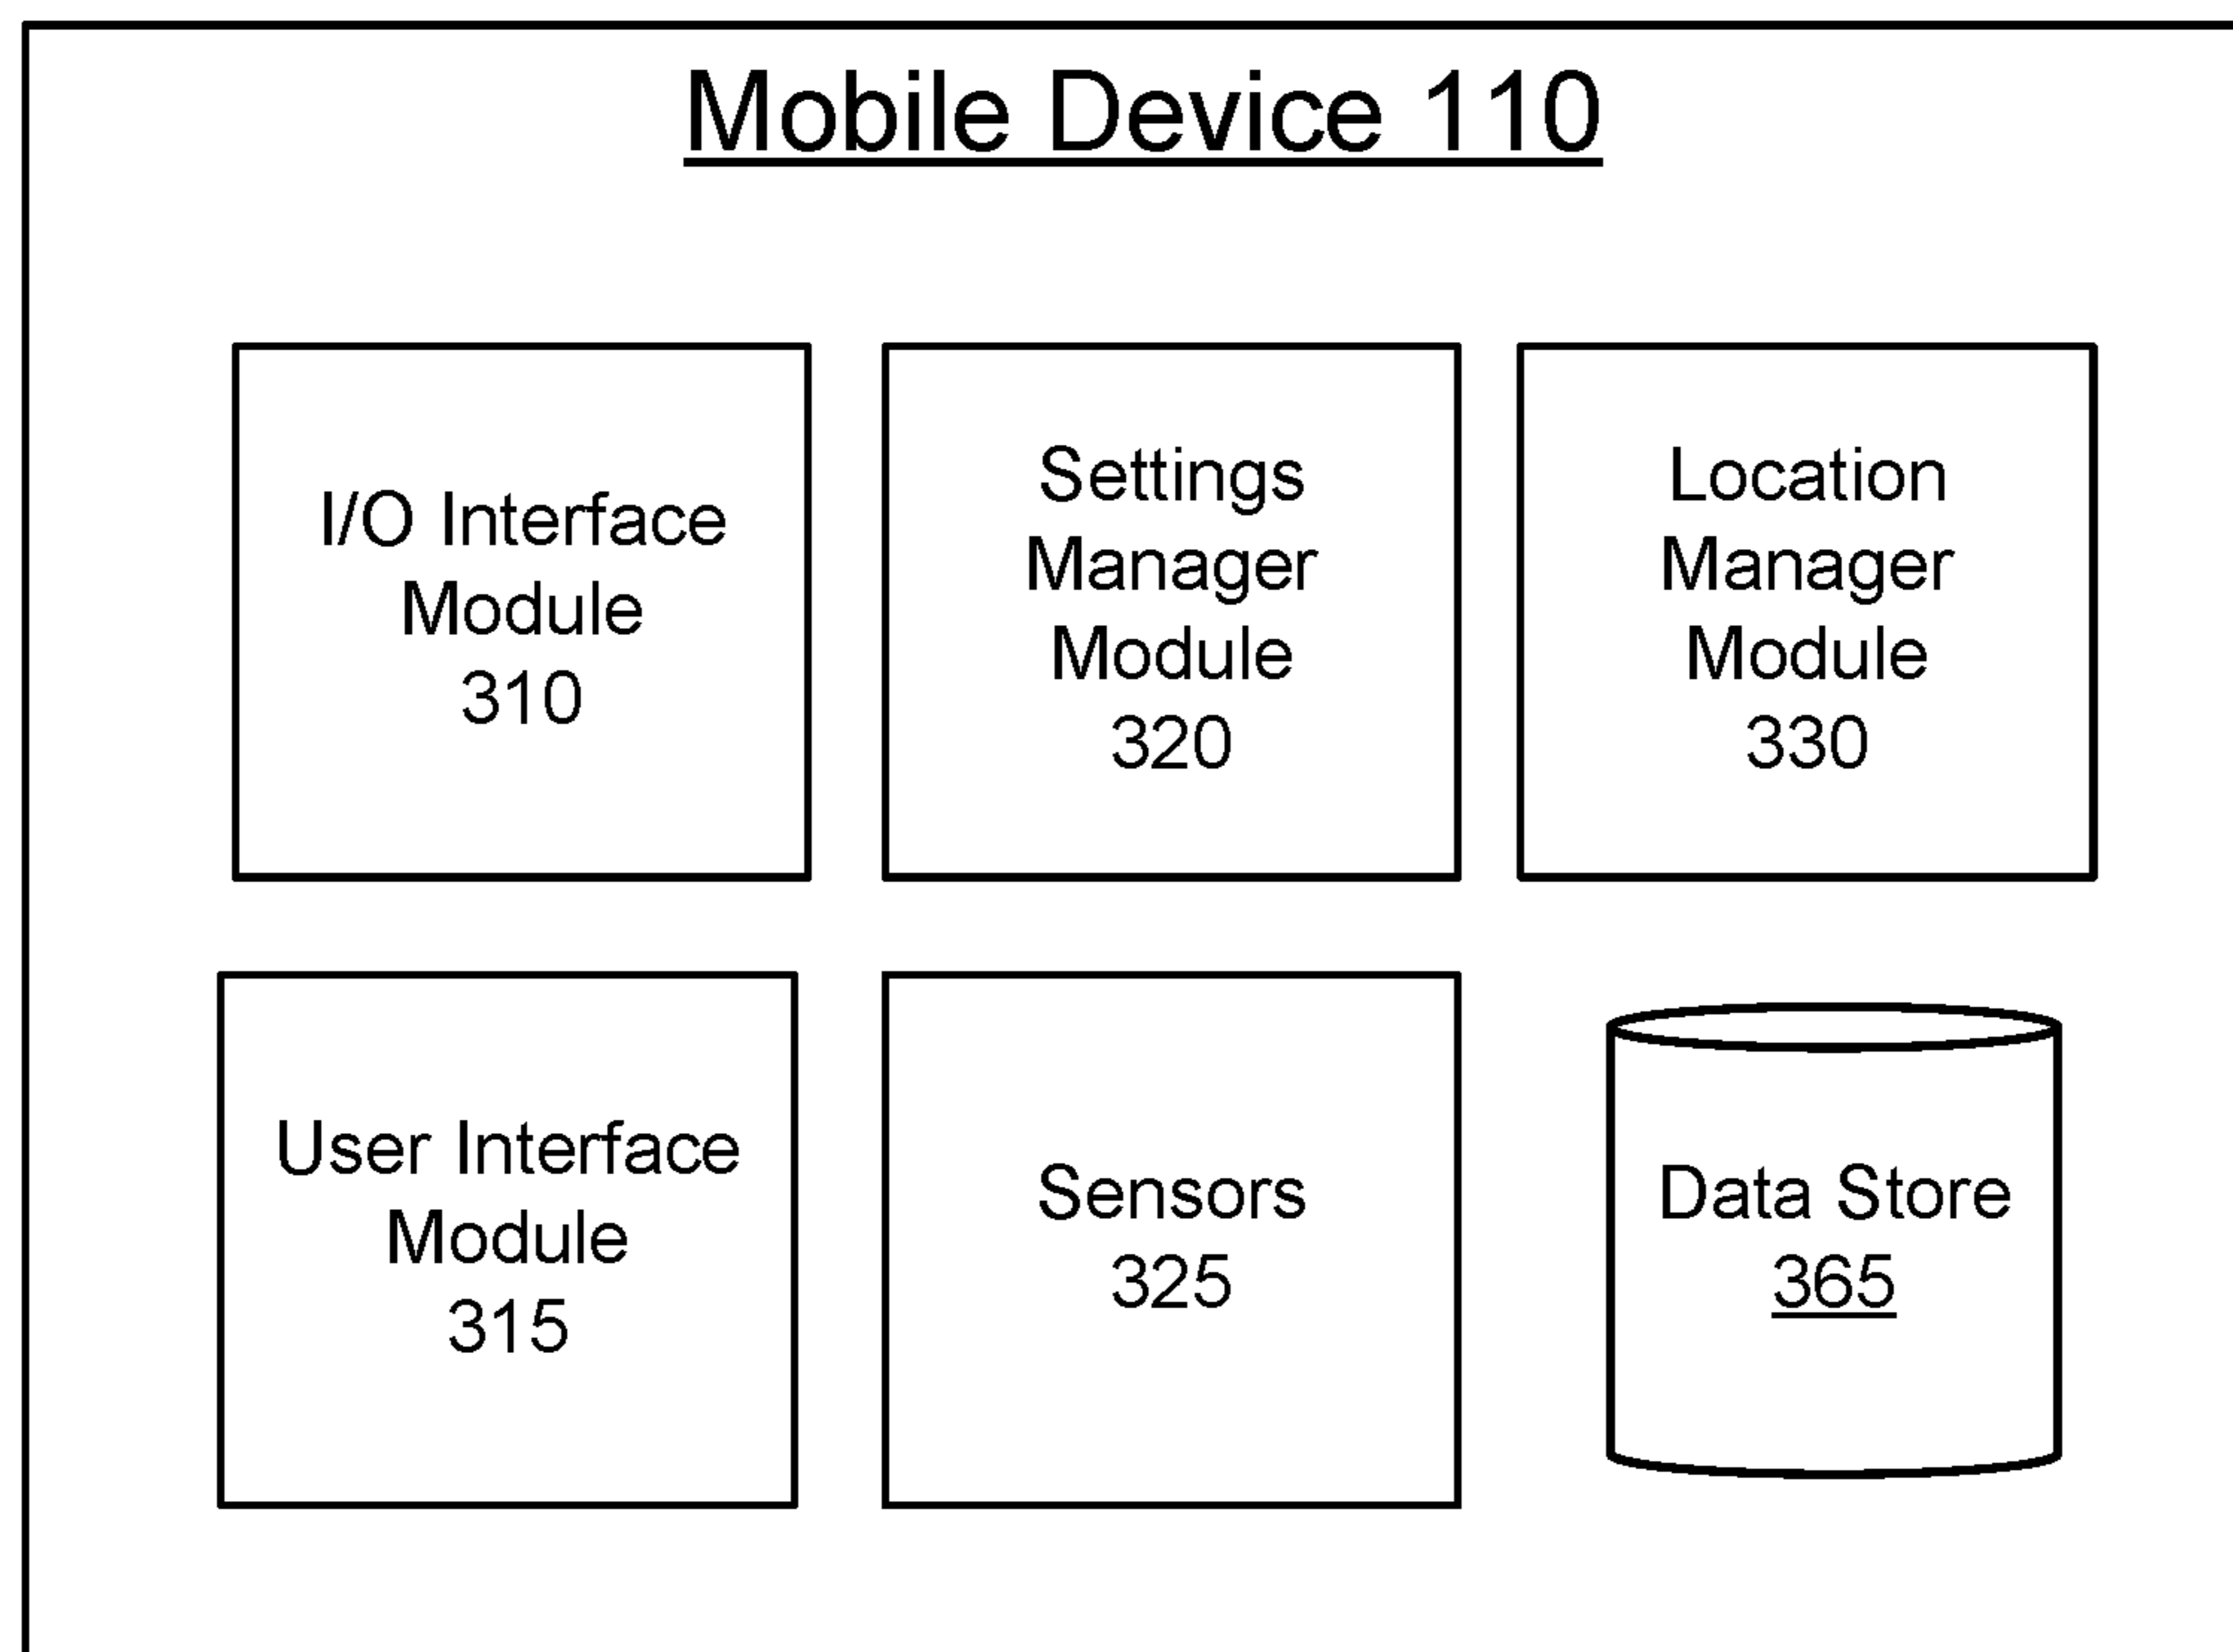 Mobile Device 110
I/O Interface
Module
310
Settings
Manager
Module
320
Location
Manager
Module
330
User Interface
Module
315
Sensors
325
Data Store
365